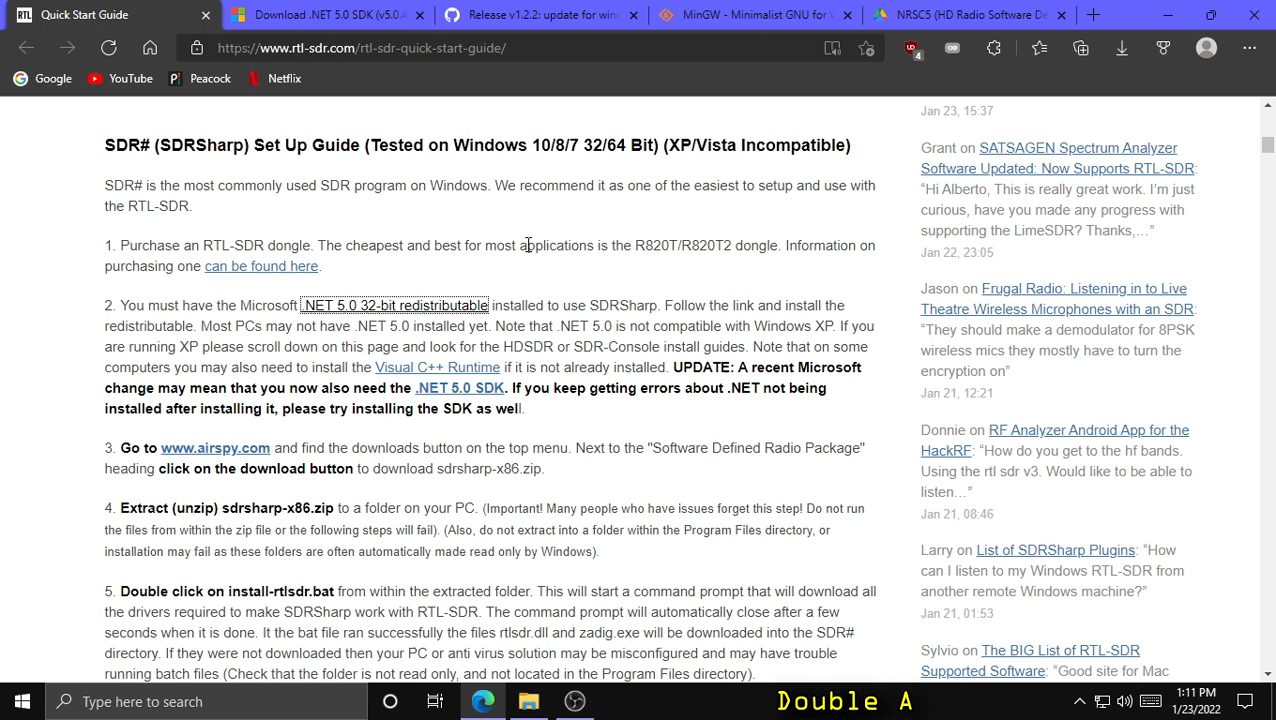 Quick Start Guide
Download .NET 5.0 SDK (v5.0.4
Release v1.2.2: update for wind
MinGW - Minimalist GNU for W
NRSC5 (HD Radio Software De
https://www.rtl-sdr.com/rtl-sdr-quick-start-guide/
4
Google
YouTube
Peacock
Netflix
SDR# (SDRSharp) Set Up Guide (Tested on Windows 10/8/7 32/64 Bit) (XP/Vista Incompatible)
SDR# is the most commonly used SDR program on Windows. We recommend it as one of the easiest to setup and use with
the RTL-SDR.
1. Purchase an RTL-SDR dongle. The cheapest and best for most applications is the R820T/R820T2 dongle. Information on
purchasing one can be found here.
2. You must have the Microsoft .NET 5.0 32-bit redistributable installed to use SDRSharp. Follow the link and install the
redistributable. Most PCs may not have .NET 5.0 installed yet. Note that .NET 5.0 is not compatible with Windows XP. If you
are running XP please scroll down on this page and look for the HDSDR or SDR-Console install guides. Note that on some
computers you may also need to install the Visual C++ Runtime if it is not already installed. UPDATE: A recent Microsoft
change may mean that you now also need the .NET 5.0 SDK. If you keep getting errors about .NET not being
installed after installing it, please try installing the SDK as well.
3. Go to www.airspy.com and find the downloads button on the top menu. Next to the "Software Defined Radio Package"
heading click on the download button to download sdrsharp-x86.zip.
4. Extract (unzip) sdrsharp-x86.zip to a folder on your PC. (Important! Many people who have issues forget this step! Do not run
the files from within the zip file or the following steps will fail). (Also, do not extract into a folder within the Program Files directory, or
installation may fail as these folders are often automatically made read only by Windows).
5. Double click on install-rtlsdr.bat from within the extracted folder. This will start a command prompt that will download all
the drivers required to make SDRSharp work with RTL-SDR. The command prompt will automatically close after a few
seconds when it is done. It the bat file ran successfully the files rtlsdr.dll and zadig.exe will be downloaded into the SDR#
directory. If they were not downloaded then your PC or anti virus solution may be misconfigured and may have trouble
running batch files (Check that the folder is not read only, and not located in the Program Files directory).
Jan 23, 15:37
Grant on SATSAGEN Spectrum Analyzer
Software Updated: Now Supports RTL-SDR:
“Hi Alberto, This is really great work. I’m just
curious, have you made any progress with
supporting the LimeSDR? Thanks,…”
Jan 22, 23:05
Jason on Frugal Radio: Listening in to Live
Theatre Wireless Microphones with an SDR:
“They should make a demodulator for 8PSK
wireless mics they mostly have to turn the
encryption on”
Jan 21, 12:21
Donnie on RF Analyzer Android App for the
HackRF: “How do you get to the hf bands.
Using the rtl sdr v3. Would like to be able to
listen…”
Jan 21, 08:46
Larry on List of SDRSharp Plugins: “How
can I listen to my Windows RTL-SDR from
another remote Windows machine?”
Jan 21, 01:53
Sylvio on The BIG List of RTL-SDR
Supported Software: “Good site for Mac
Type here to search
Double A
1:11 PM
1/23/2022